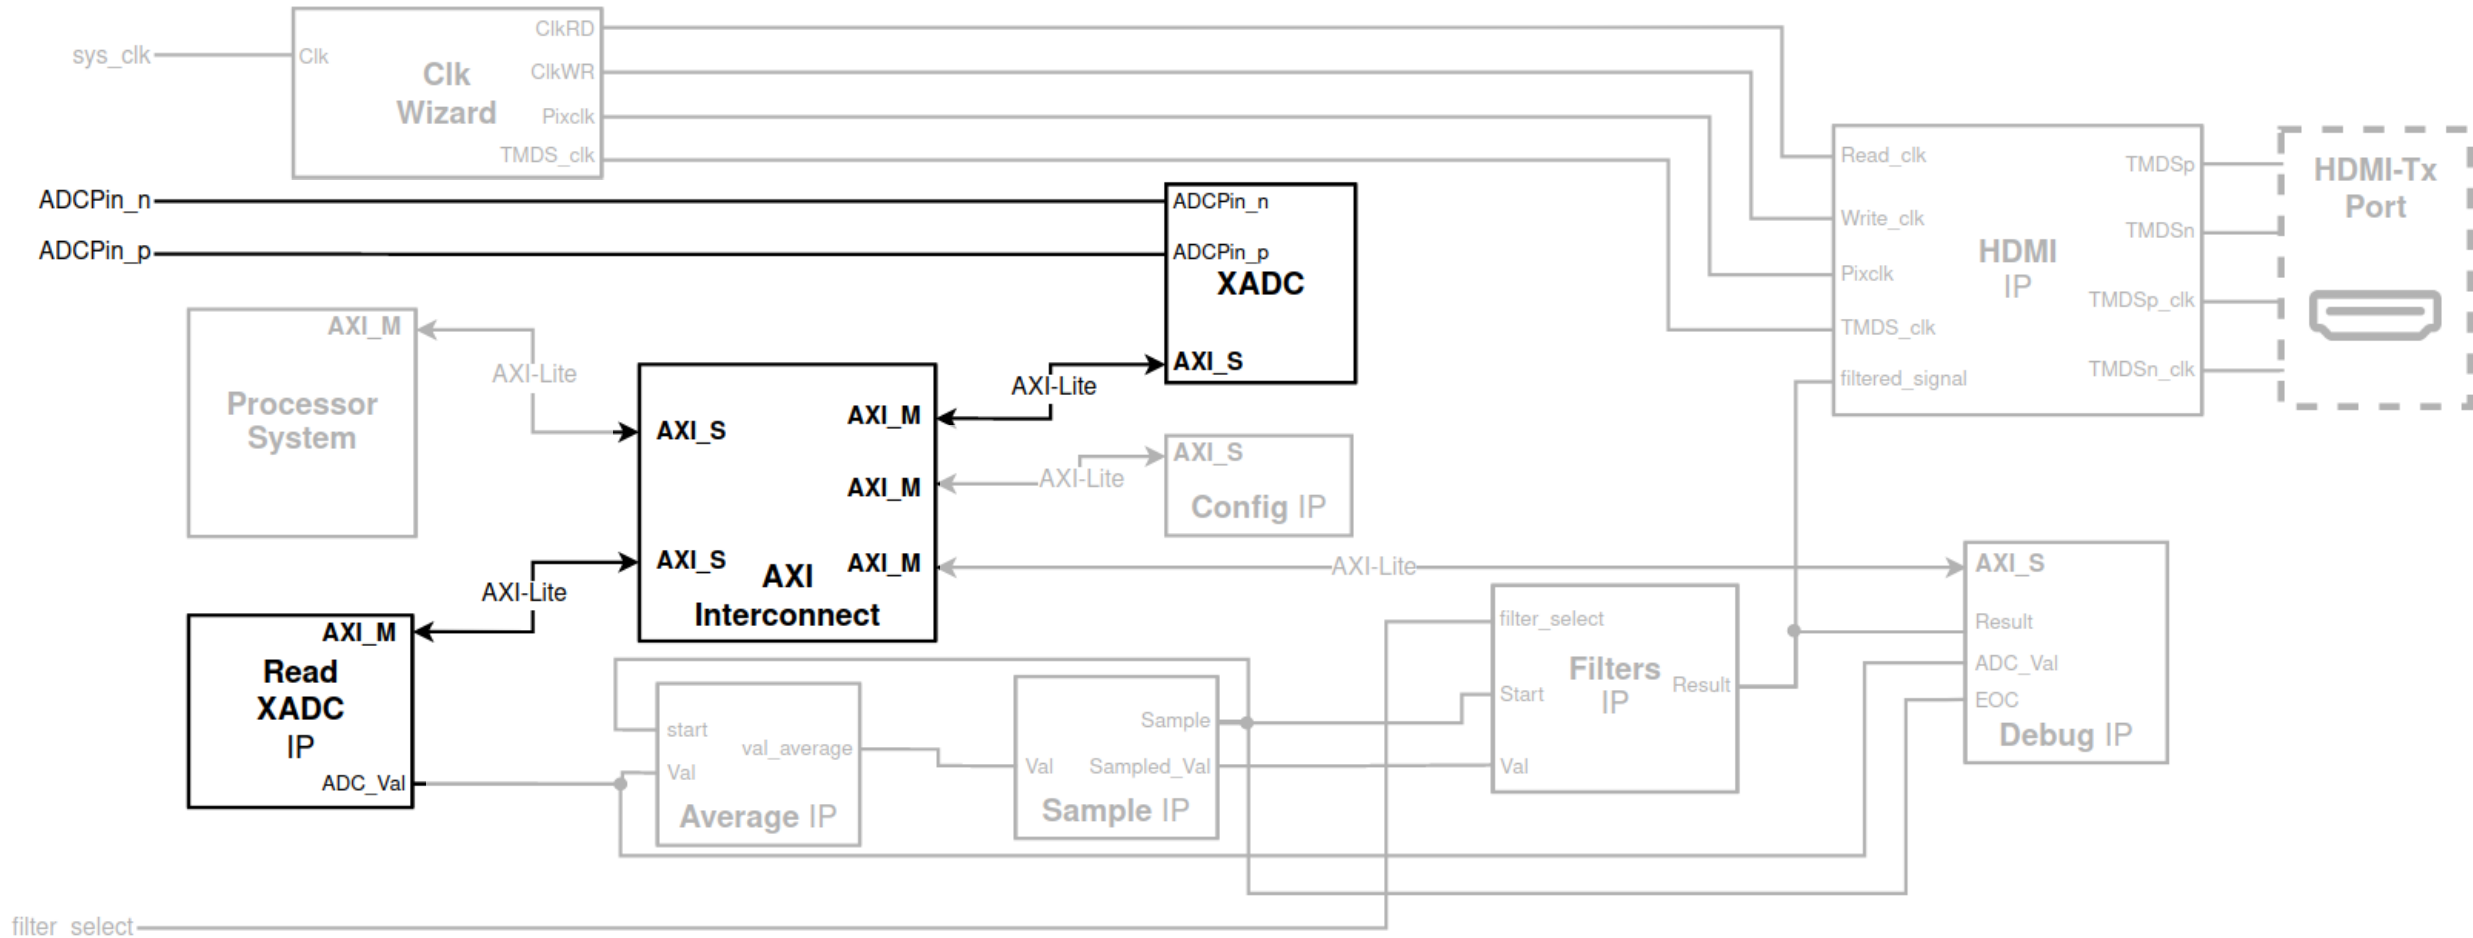 sys_clk
Clk
Clk
Wizard
ClkRD
ClkWR
Pixclk
TMDS_clk
ADCPin_n
ADCPin_p
ADCPin_n
ADCPin_p
XADC
AXI_S
Read_clk
Write_clk
Pixclk
TMDS_clk
filtered_signal
HDMI
IP
TMDSp
TMDSn
TMDSp_clk
TMDSn_clk
HDMI-Tx
Port
AXI_M
Processor
System
AXI-Lite
AXI_S
AXI_S
AXI_M
AXI_M
AXI_M
AXI
Interconnect
AXI-Lite
AXI-Lite
AXI_S
Config IP
AXI-Lite
AXI-Lite
AXI_M
Read
XADC
IP
ADC_Val
start
Val
val_average
Average IP
Val
Sample
Sampled_Val
Sample IP
filter_select
Start
Val
Filters
IP
Result
AXI_S
Result
ADC_Val
EOC
Debug IP
filter_select